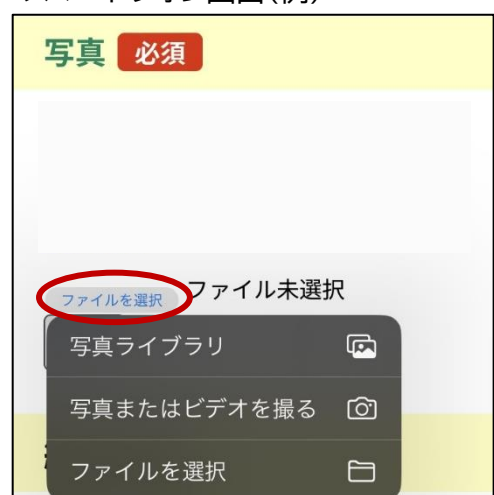 写真 必須
ファイルを選択 ファイル未選択
写真ライブラリ
写真またはビデオを撮る
ファイルを選択